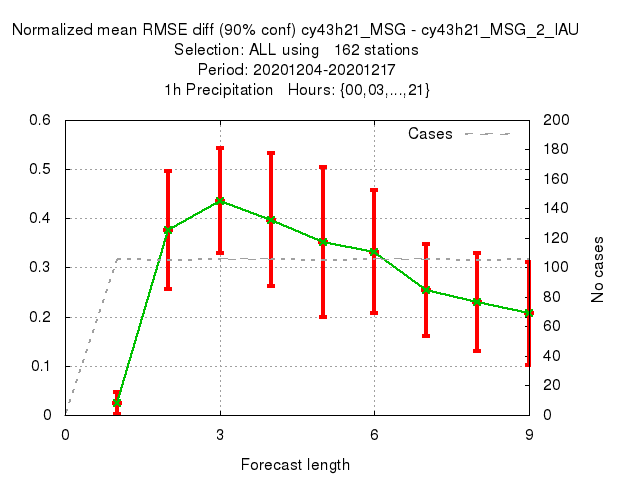 Normalized mean RMSE diff (90% conf) cy43h21_MSG - cy43h21_MSG_2_IAU
Selection: ALL using   162 stations
Period: 20201204-20201217
1h Precipitation   Hours: {00,03,...,21}
Cases
0.6
0.5
0.4
0.3
0.2
0.1
0
200
180
160
140
120
100
80
60
40
20
0
No cases
0 3 6 9
Forecast length